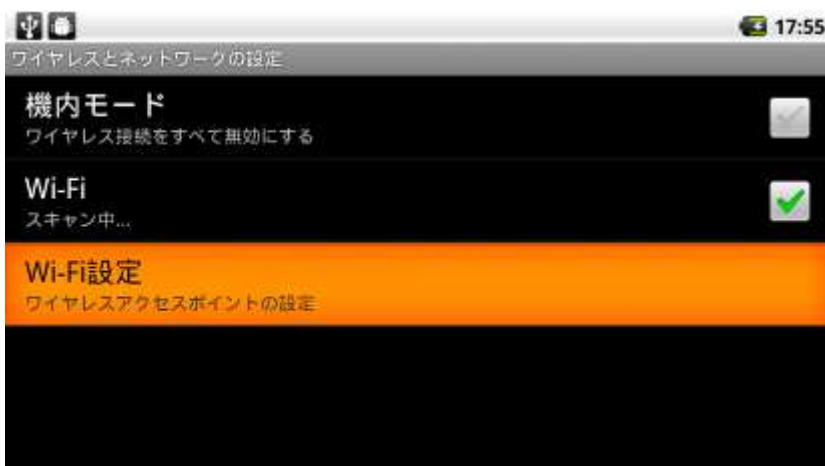 17:55
ワイヤレスとネットワークの設定
機内モード
ワイヤレス接続をすべて無効にする
Wi-Fi
スキャン中...
Wi-Fi設定
ワイヤレスアクセスポイントの設定